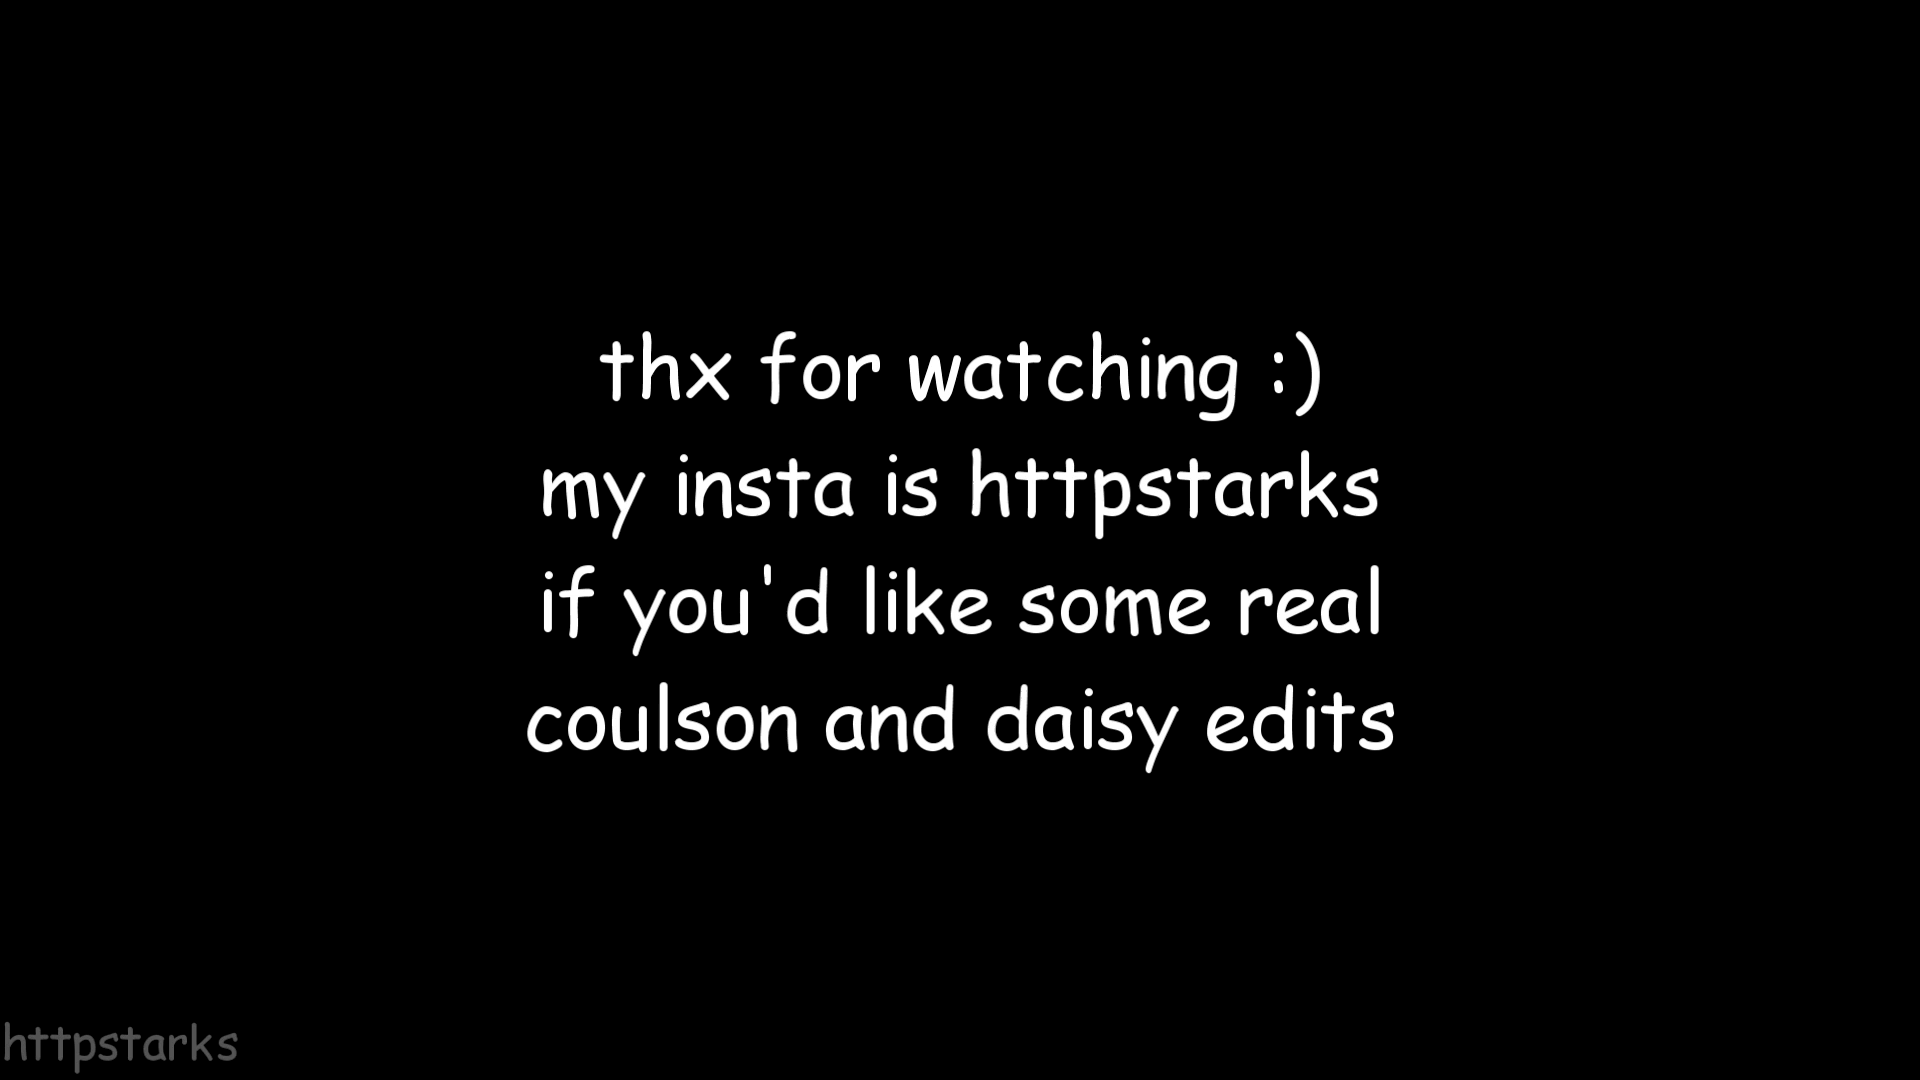 thx for watching :)
my insta is httpstarks
if you'd like some real
coulson and daisy edits
httpstarks